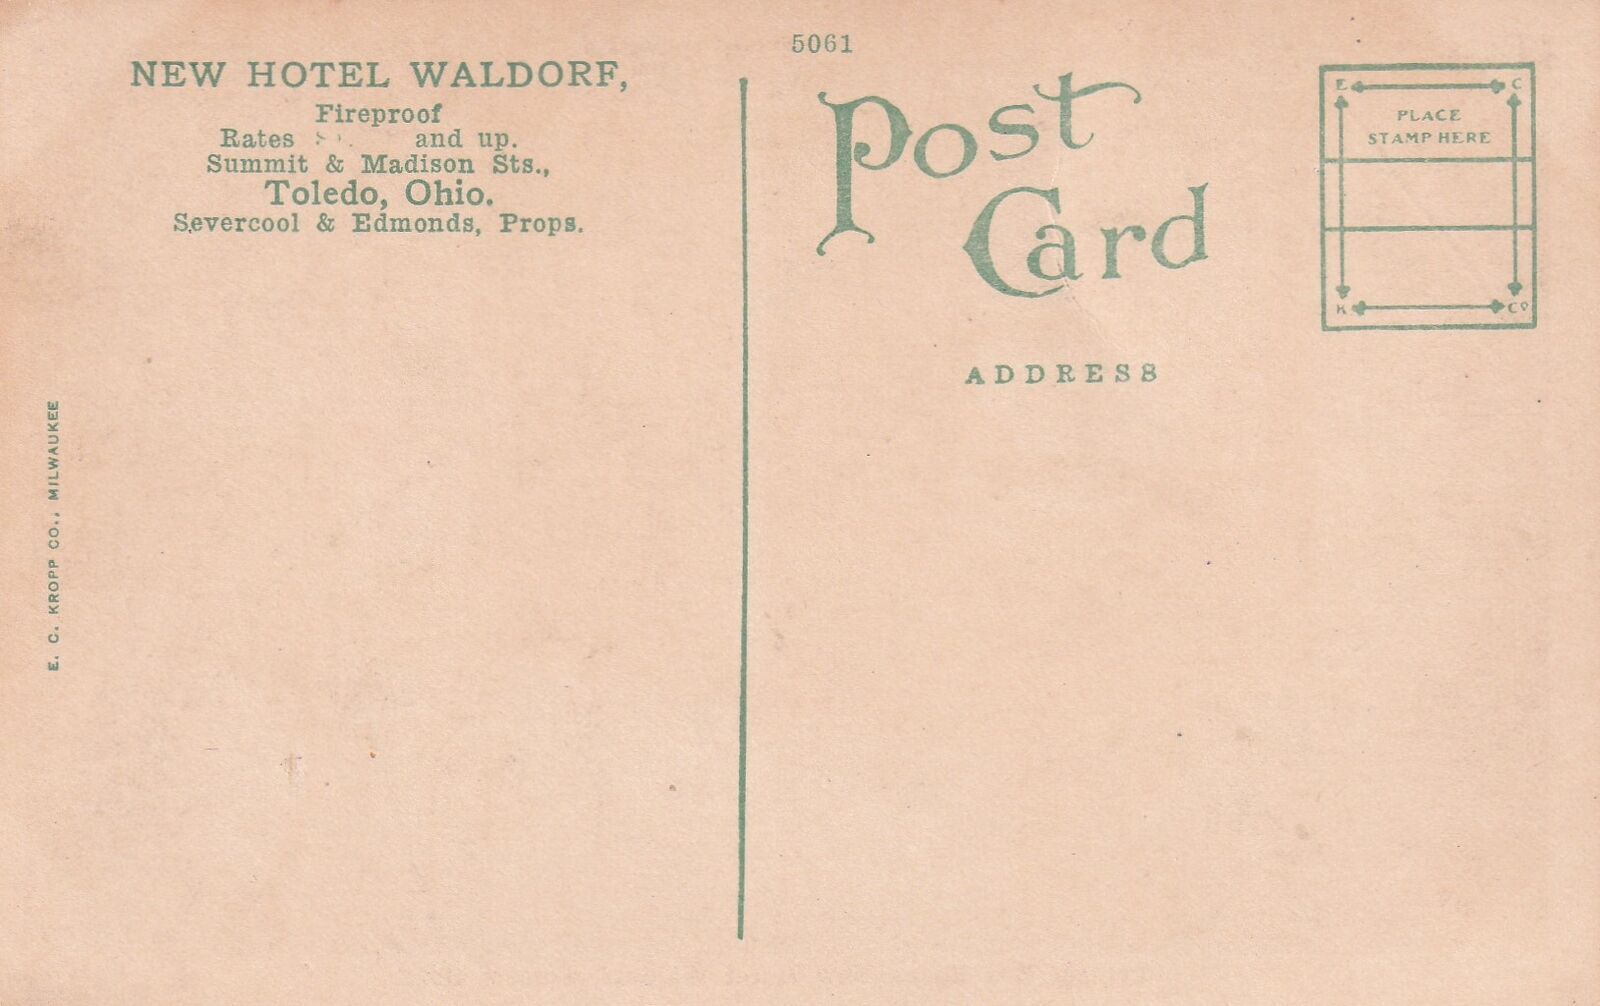 5061
NEW HOTEL WALDORF,
Fireproof
Rates and up.
Summit & Madison Sts.,
Toledo, Ohio.
Severcool & Edmonds, Props.
Post
Card
E C
PLACE
STAMP HERE
K Co
ADDRESS
E. C. KROPP CO., MILWAUKEE